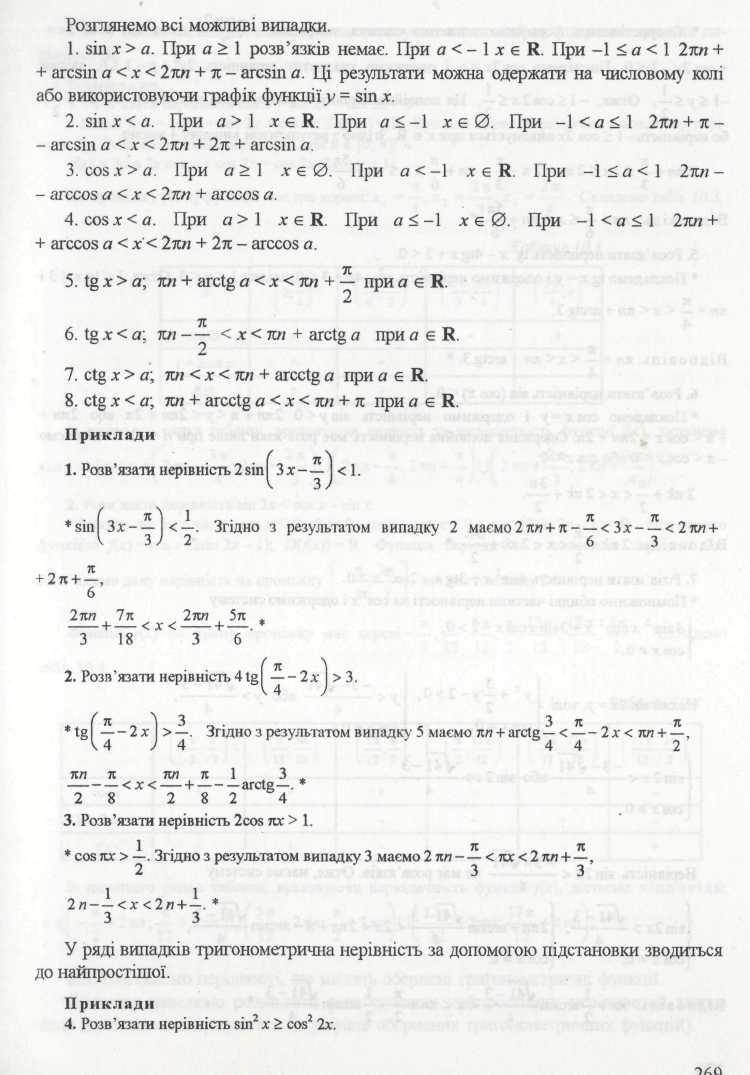 Розглянемо всі можливі випадки.
1. sin x > a. При a ≥ 1 розв’язків немає. При a < – 1 x ∈ R. При –1 ≤ a < 1 2πn +
+ arcsin a < x < 2πn + π – arcsin a. Ці результати можна одержати на числовому колі
або використовуючи графік функції y = sin x.
2. sin x < a. При a > 1 x ∈ R. При a ≤ –1 x ∈ ∅. При –1 < a ≤ 1 2πn + π –
– arcsin a < x < 2πn + 2π + arcsin a.
3. cos x > a. При a ≥ 1 x ∈ ∅. При a < –1 x ∈ R. При –1 ≤ a < 1 2πn –
– arccos a < x < 2πn + arccos a.
4. cos x < a. При a > 1 x ∈ R. При a ≤ –1 x ∈ ∅. При –1 < a ≤ 1 2πn +
+ arccos a < x < 2πn + 2π – arccos a.
5. tg x > a; πn + arctg a < x < πn + π/2 при a ∈ R.
6. tg x < a; πn – π/2 < x < πn + arctg a при a ∈ R.
7. ctg x > a; πn < x < πn + arcctg a при a ∈ R.
8. ctg x < a; πn + arcctg a < x < πn + π при a ∈ R.
Приклади
1. Розв’язати нерівність 2 sin(3x – π/3) < 1.
* sin(3x – π/3) < 1/2. Згідно з результатом випадку 2 маємо 2πn + π – π/6 < 3x – π/3 < 2πn +
+ 2π + π/6,
2πn/3 + 7π/18 < x < 2πn/3 + 5π/6. *
2. Розв’язати нерівність 4 tg(π/4 – 2x) > 3.
* tg(π/4 – 2x) > 3/4. Згідно з результатом випадку 5 маємо πn + arctg 3/4 < π/4 – 2x < πn + π/2,
πn/2 – π/8 < x < πn/2 + π/8 – 1/2 arctg 3/4. *
3. Розв’язати нерівність 2cos πx > 1.
* cos πx > 1/2. Згідно з результатом випадку 3 маємо 2πn – π/3 < πx < 2πn + π/3,
2n – 1/3 < x < 2n + 1/3. *
У ряді випадків тригонометрична нерівність за допомогою підстановки зводиться
до найпростішої.
Приклади
4. Розв’язати нерівність sin² x ≥ cos² 2x.
269